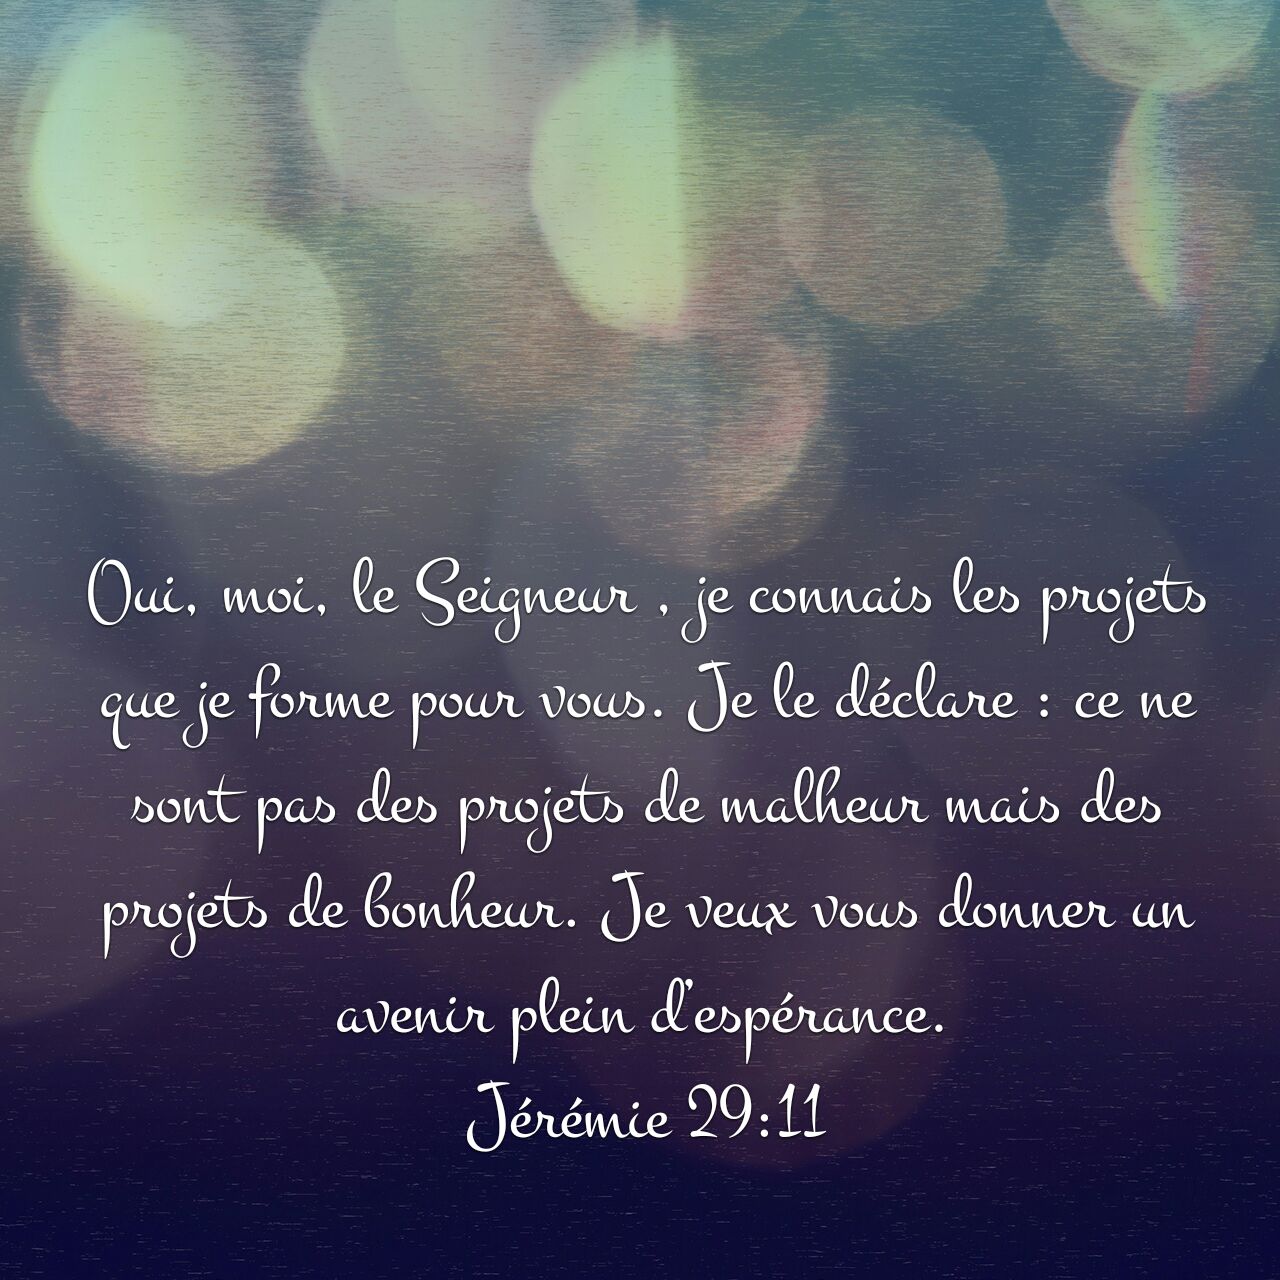 Oui, moi, le Seigneur , je connais les projets
que je forme pour vous. Je le déclare : ce ne
sont pas des projets de malheur mais des
projets de bonheur. Je veux vous donner un
avenir plein d’espérance.
Jérémie 29:11